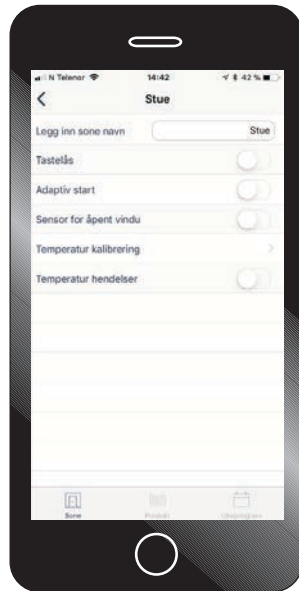 N Telenor 14:42 42 %
Stue
Legg inn sone navn Stue
Tastelås
Adaptiv start
Sensor for åpent vindu
Temperatur kalibrering
Temperatur hendelser
Sone Produkt